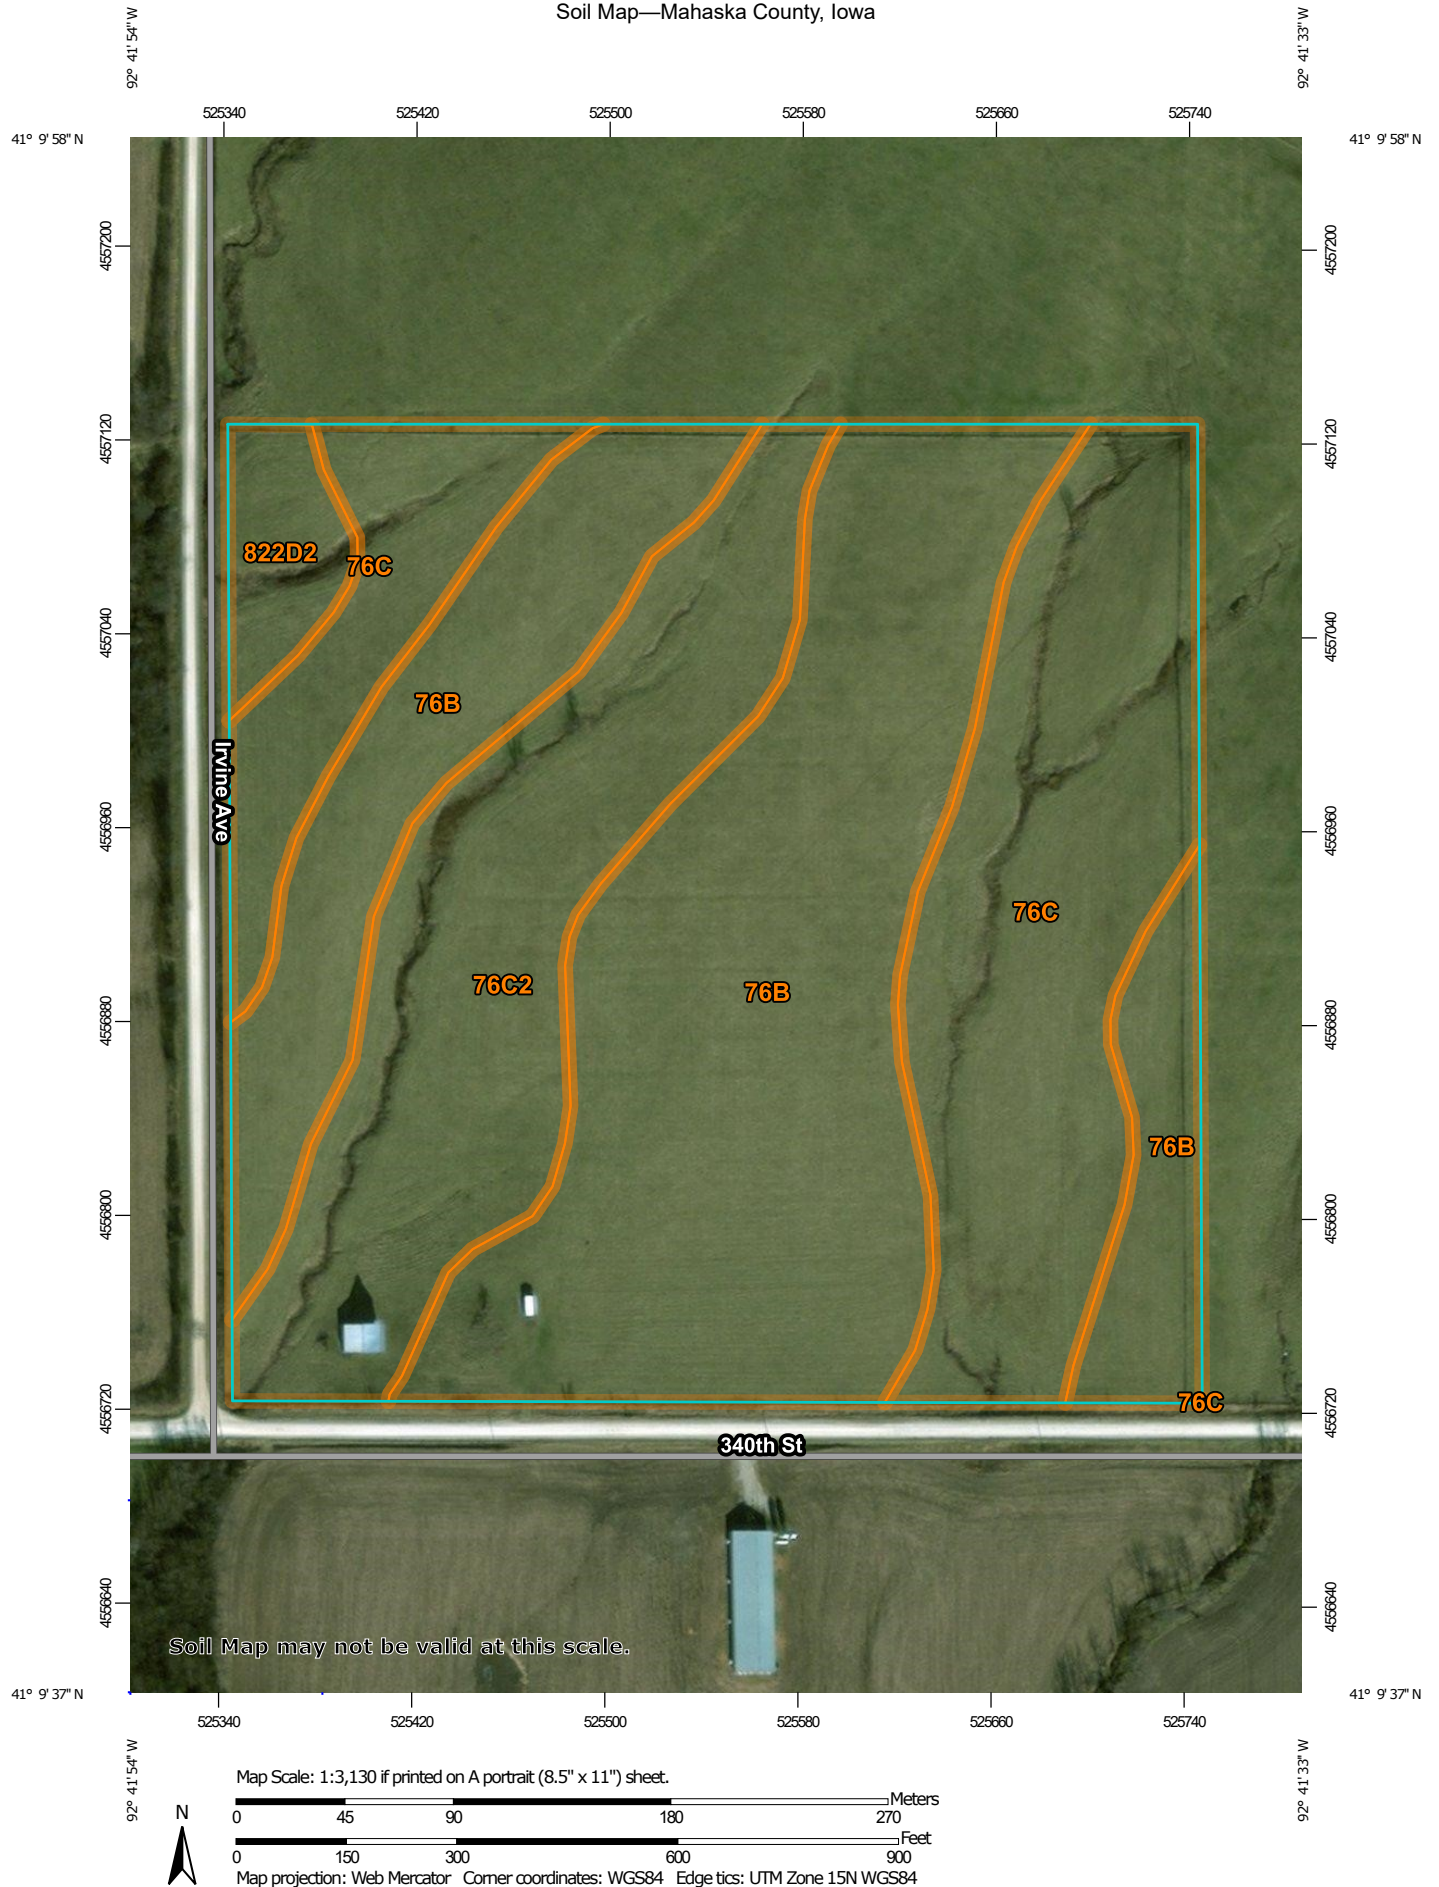 Soil Map—Mahaska County, Iowa
92° 41' 54" W
92° 41' 33" W
525340 525420 525500 525580 525660 525740
41° 9' 58" N
41° 9' 58" N
4557200
4557200
4557120
4557120
822D2
76C
4557040
4557040
76B
Irvine Ave
4556960
4556960
76C
76C2
76B
4556880
4556880
76B
4556800
4556800
76C
4556720
4556720
340th St
4556640
4556640
Soil Map may not be valid at this scale.
41° 9' 37" N
41° 9' 37" N
525340 525420 525500 525580 525660 525740
92° 41' 54" W
92° 41' 33" W
Map Scale: 1:3,130 if printed on A portrait (8.5" x 11") sheet.
Meters
0 45 90 180 270
N
Feet
0 150 300 600 900
Map projection: Web Mercator Corner coordinates: WGS84 Edge tics: UTM Zone 15N WGS84